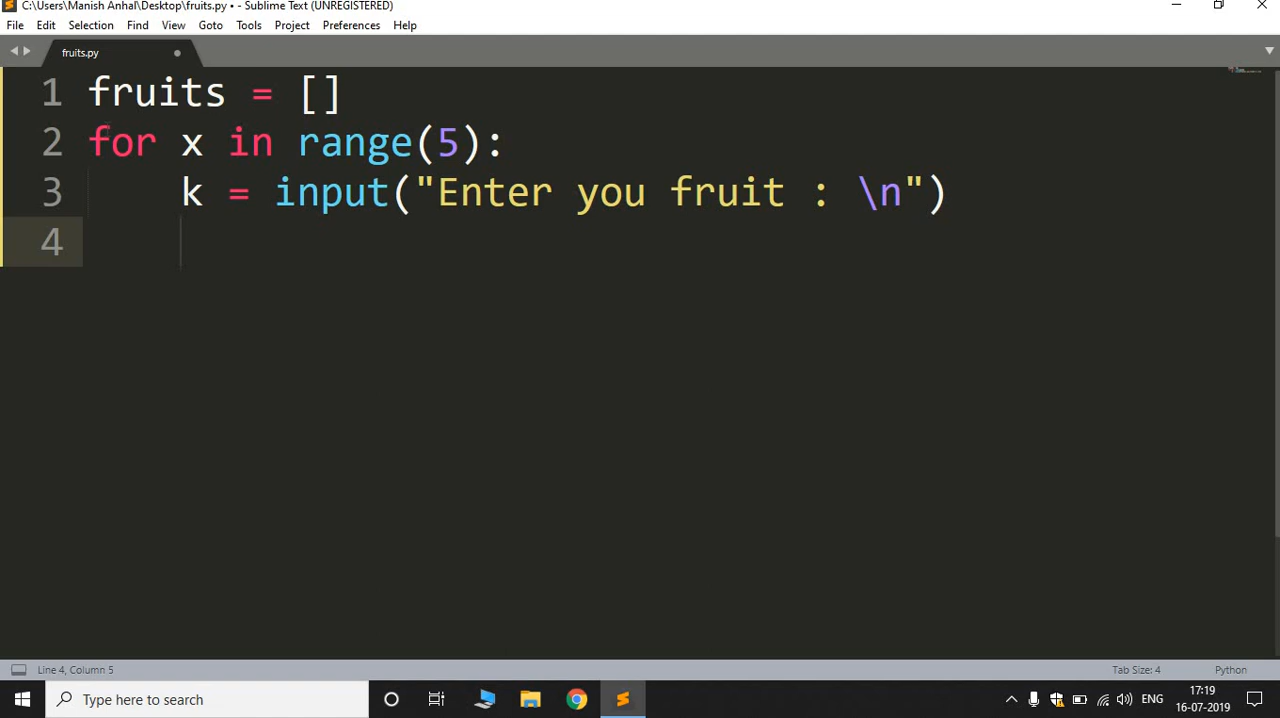 C:\Users\Manish Anhal\Desktop\fruits.py • - Sublime Text (UNREGISTERED)
File Edit Selection Find View Goto Tools Project Preferences Help
fruits.py
1 fruits = []
2 for x in range(5):
3     k = input("Enter you fruit : \n")
4
Line 4, Column 5 Tab Size: 4 Python
Type here to search ENG 17:19
16-07-2019